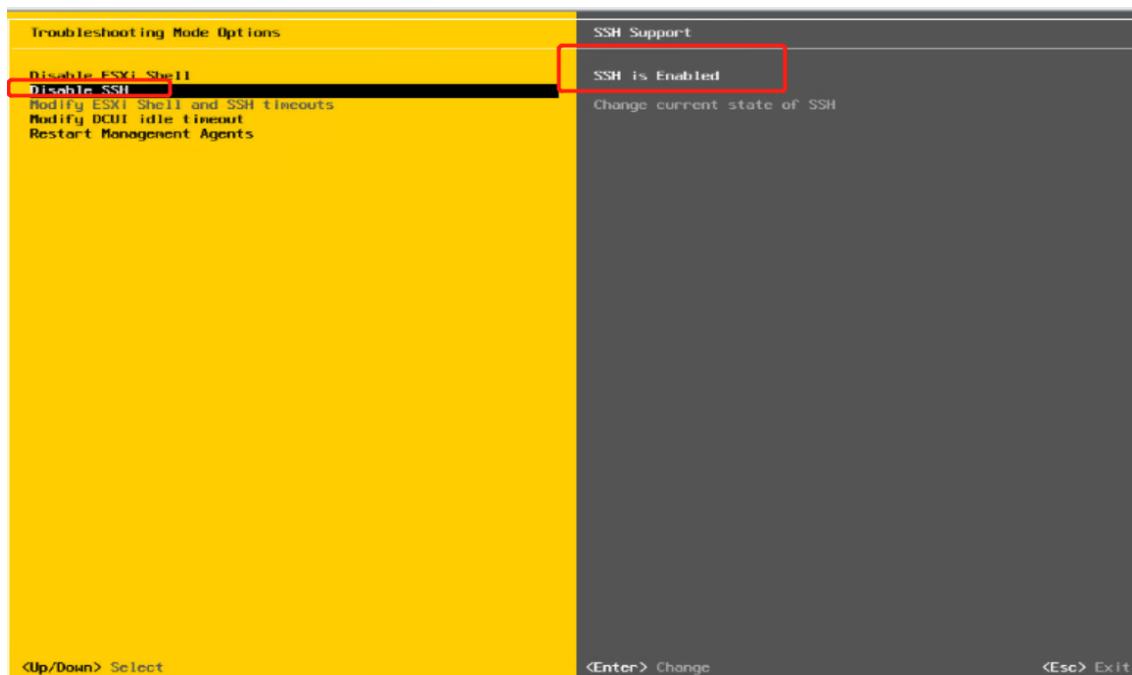 Troubleshooting Mode Options
Disable ESXi Shell
Disable SSH
Modify ESXi Shell and SSH timeouts
Modify DCUI idle timeout
Restart Management Agents
SSH Support
SSH is Enabled
Change current state of SSH
<Up/Down> Select
<Enter> Change
<Esc> Exit